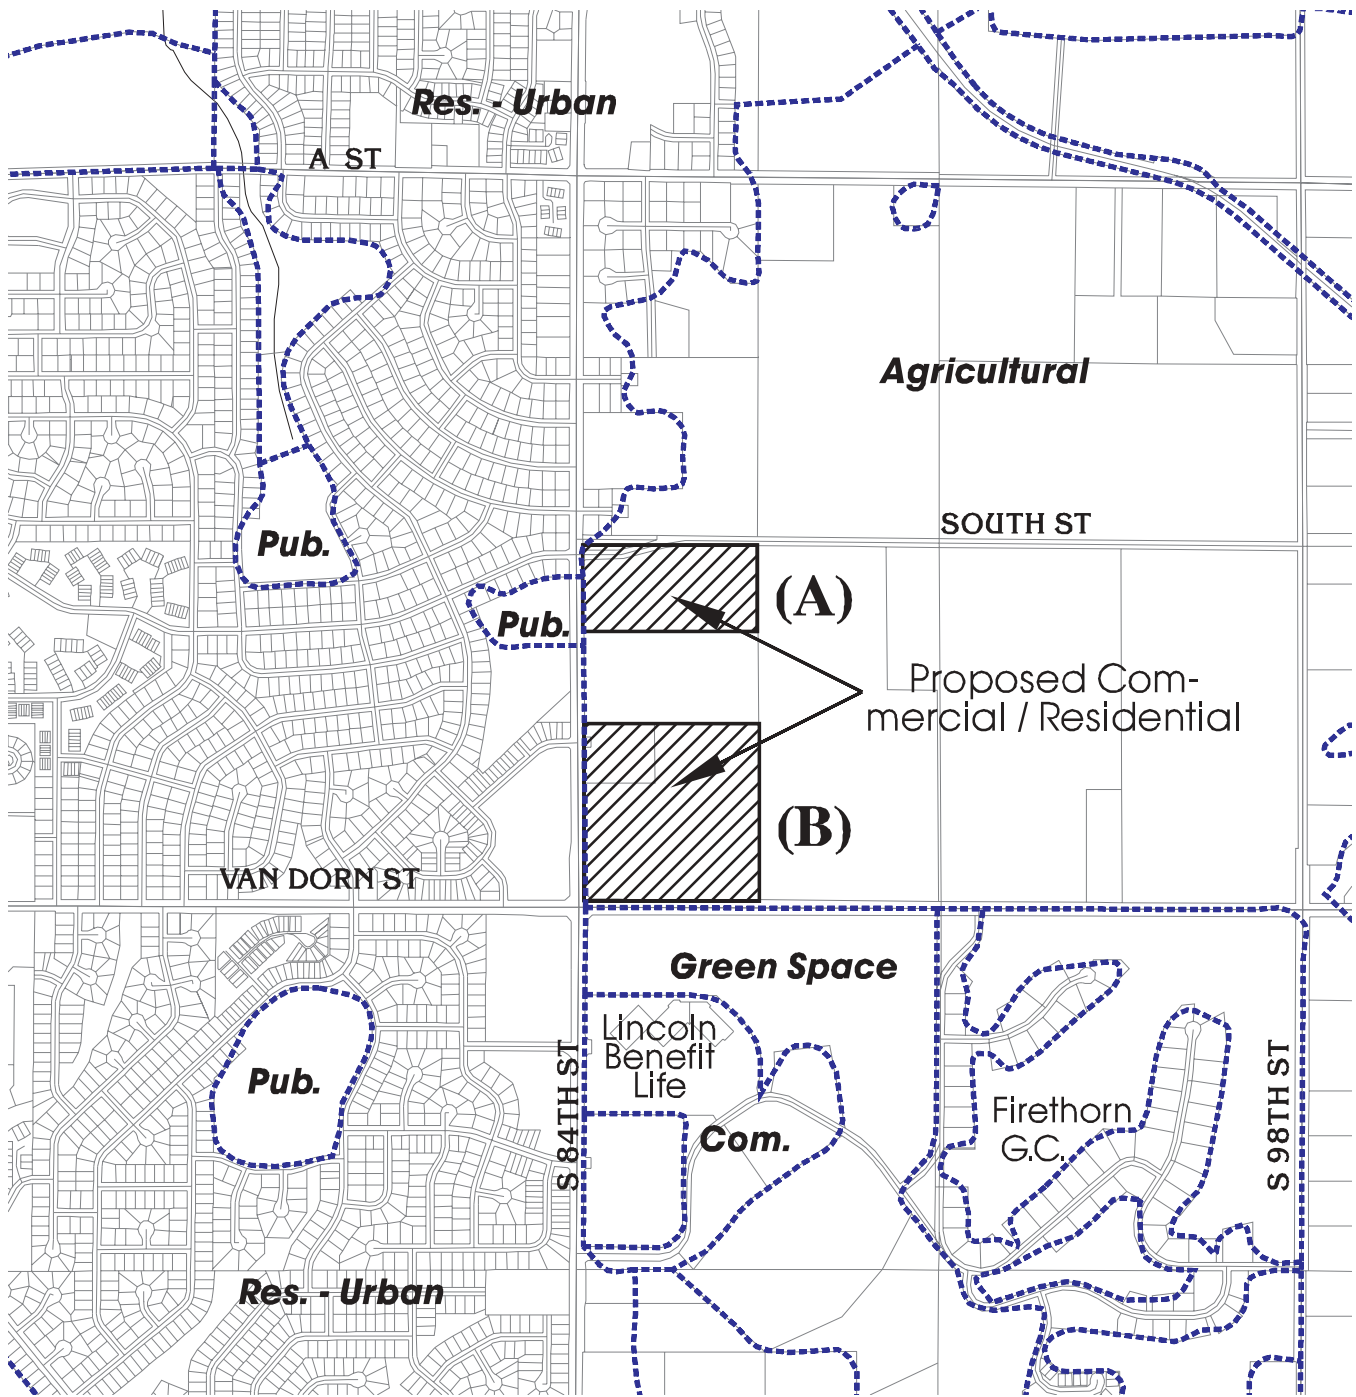 Res. - Urban
A ST
Agricultural
SOUTH ST
Pub.
(A)
Pub.
Proposed Com-
mercial / Residential
(B)
VAN DORN ST
Green Space
Lincoln
Benefit
Life
Pub.
Com.
Firethorn
G.C.
S 84TH ST
S 98TH ST
Res. - Urban